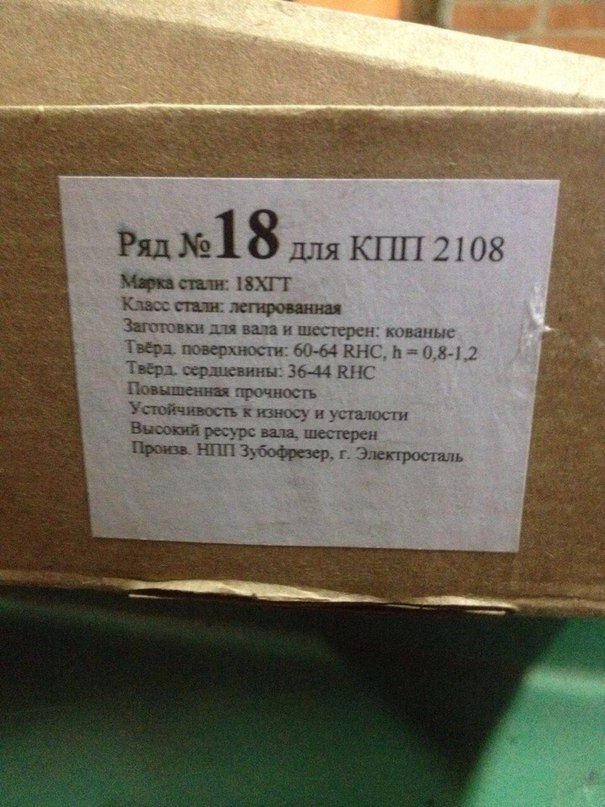 Ряд №18 для КПП 2108
Марка стали: 18ХГТ
Класс стали: легированная
Заготовки для вала и шестерен: кованые
Твёрд. поверхности: 60-64 RHC, h = 0,8-1,2
Твёрд. сердцевины: 36-44 RHC
Повышенная прочность
Устойчивость к износу и усталости
Высокий ресурс вала, шестерен
Произв. НПП Зубофрезер, г. Электросталь